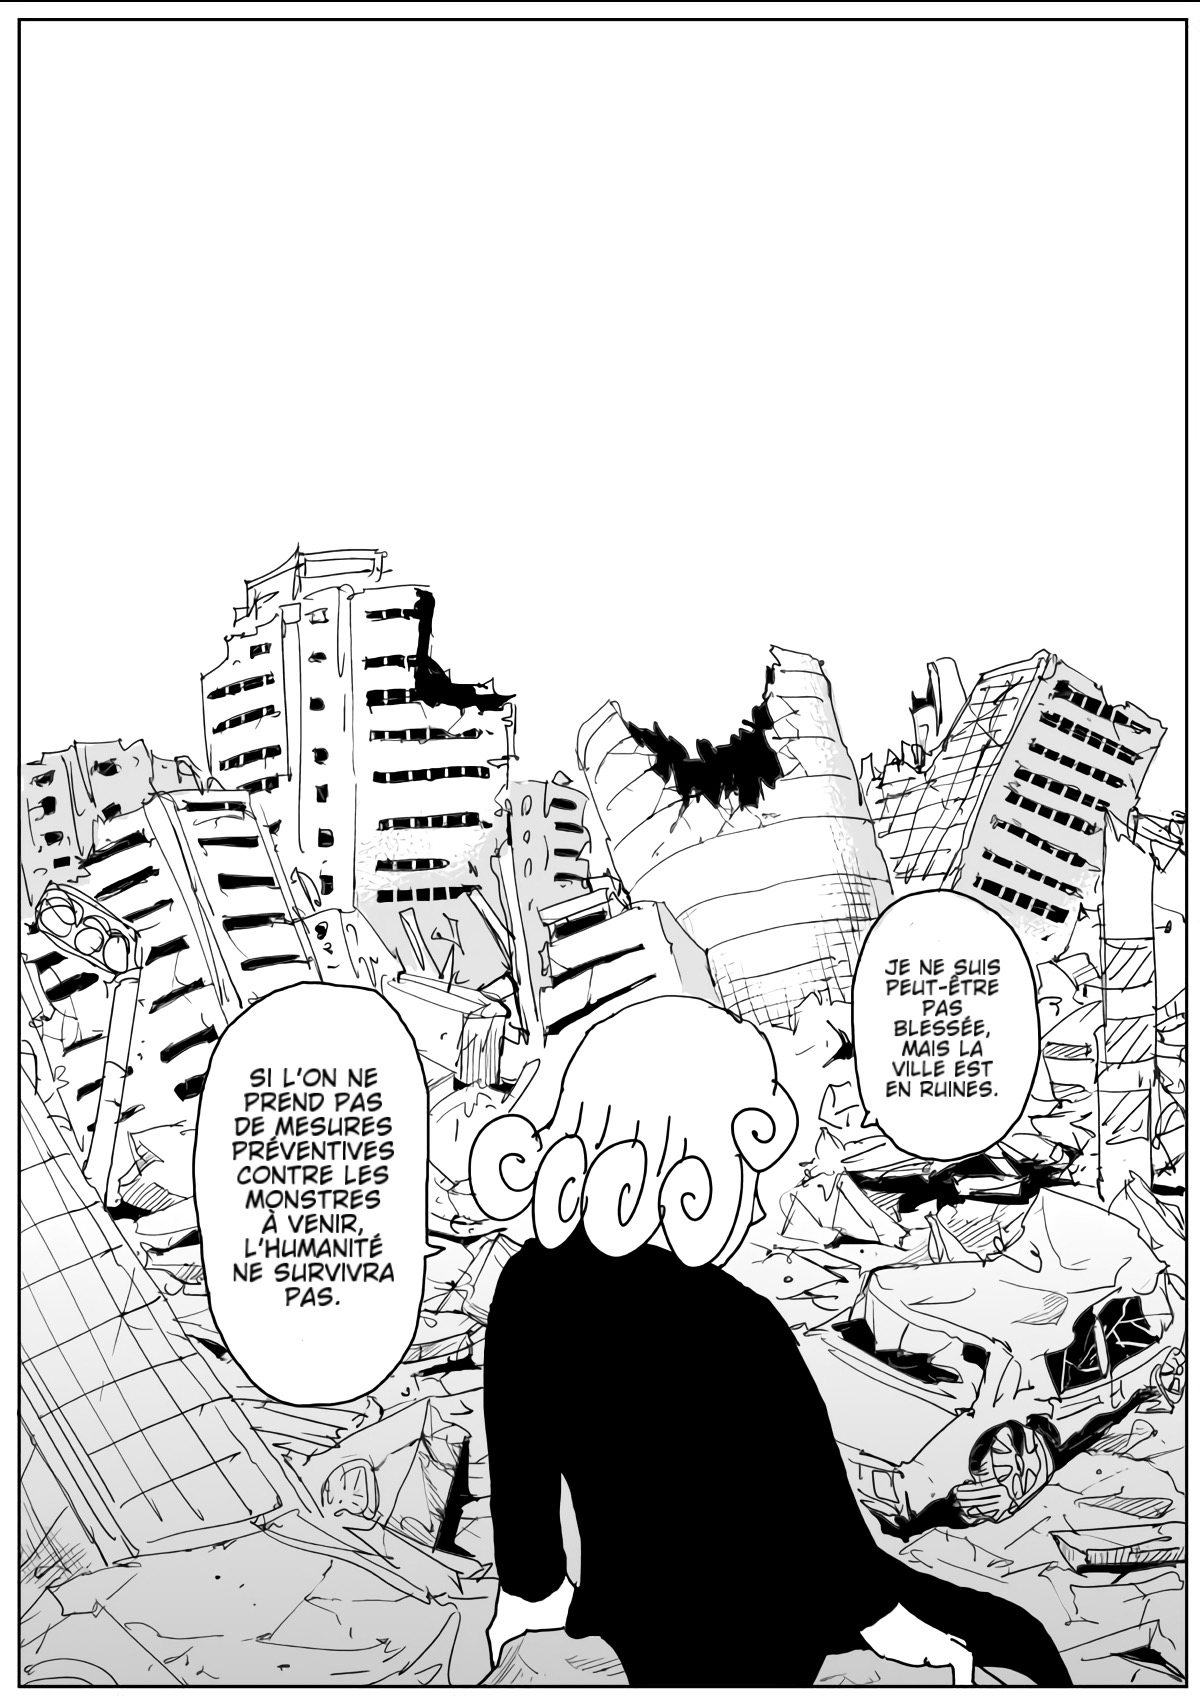 JE NE SUIS
PEUT-ÊTRE
PAS
BLESSÉE,
MAIS LA
VILLE EST
EN RUINES.
SI L'ON NE
PREND PAS
DE MESURES
PRÉVENTIVES
CONTRE LES
MONSTRES
À VENIR,
L'HUMANITÉ
NE SURVIVRA
PAS.